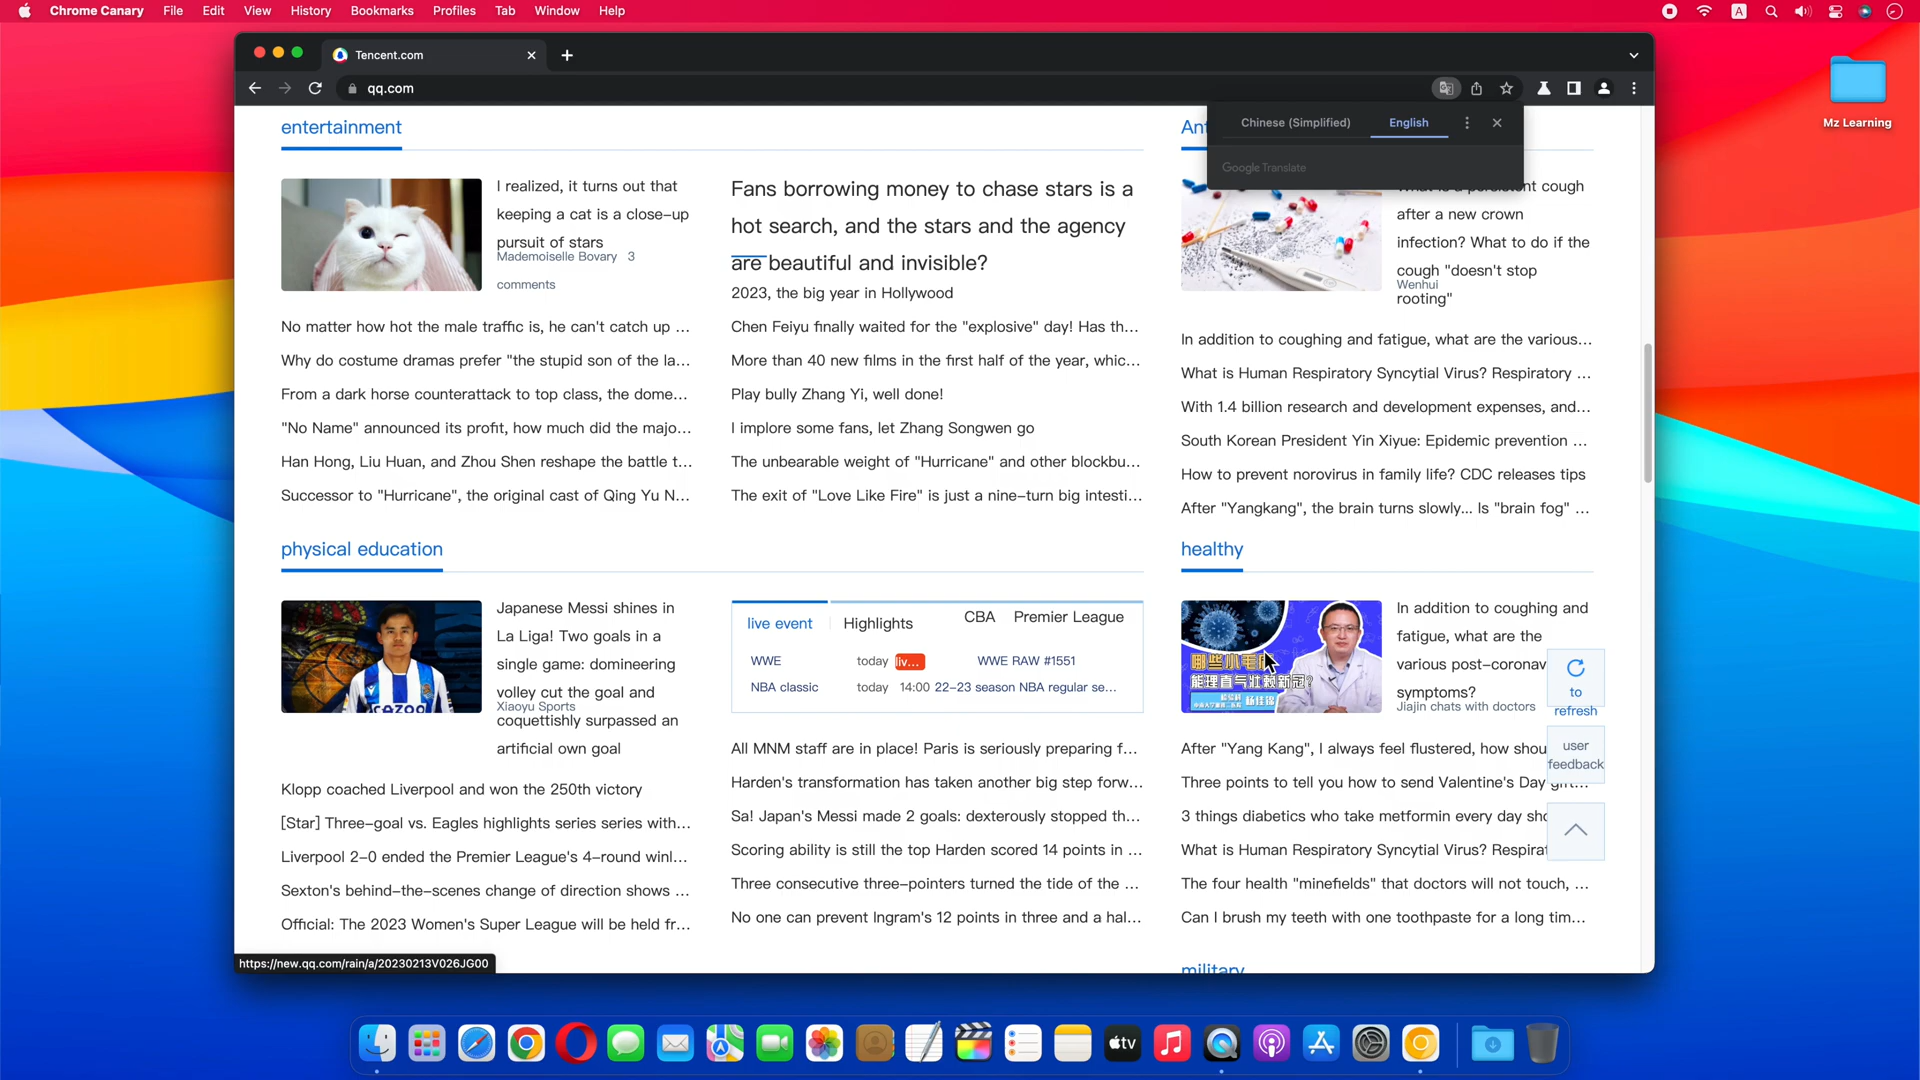 Chrome Canary File Edit View History Bookmarks Profiles Tab Window Help
A
Mz Learning
Tencent.com
qq.com
Chinese (Simplified) English
Google Translate
entertainment
I realized, it turns out that
keeping a cat is a close-up
pursuit of stars
Mademoiselle Bovary 3
comments
No matter how hot the male traffic is, he can't catch up ...
Why do costume dramas prefer "the stupid son of the la...
From a dark horse counterattack to top class, the dome...
"No Name" announced its profit, how much did the majo...
Han Hong, Liu Huan, and Zhou Shen reshape the battle t...
Successor to "Hurricane", the original cast of Qing Yu N...
Fans borrowing money to chase stars is a
hot search, and the stars and the agency
are beautiful and invisible?
2023, the big year in Hollywood
Chen Feiyu finally waited for the "explosive" day! Has th...
More than 40 new films in the first half of the year, whic...
Play bully Zhang Yi, well done!
I implore some fans, let Zhang Songwen go
The unbearable weight of "Hurricane" and other blockbu...
The exit of "Love Like Fire" is just a nine-turn big intesti...
What is a persistent cough
after a new crown
infection? What to do if the
cough "doesn't stop
Wenhui
rooting"
In addition to coughing and fatigue, what are the various...
What is Human Respiratory Syncytial Virus? Respiratory ...
With 1.4 billion research and development expenses, and...
South Korean President Yin Xiyue: Epidemic prevention ...
How to prevent norovirus in family life? CDC releases tips
After "Yangkang", the brain turns slowly... Is "brain fog" ...
physical education
CAZOO
Japanese Messi shines in
La Liga! Two goals in a
single game: domineering
volley cut the goal and
Xiaoyu Sports
coquettishly surpassed an
artificial own goal
Klopp coached Liverpool and won the 250th victory
[Star] Three-goal vs. Eagles highlights series series with...
Liverpool 2-0 ended the Premier League's 4-round winl...
Sexton's behind-the-scenes change of direction shows ...
Official: The 2023 Women's Super League will be held fr...
live event Highlights CBA Premier League
WWE today liv... WWE RAW #1551
NBA classic today 14:00 22-23 season NBA regular se...
All MNM staff are in place! Paris is seriously preparing f...
Harden's transformation has taken another big step forw...
Sa! Japan's Messi made 2 goals: dexterously stopped th...
Scoring ability is still the top Harden scored 14 points in ...
Three consecutive three-pointers turned the tide of the ...
No one can prevent Ingram's 12 points in three and a hal...
healthy
哪些小毛
能理直气壮赖新冠?
杨佳锦
In addition to coughing and
fatigue, what are the
various post-coronav
symptoms?
Jiajin chats with doctors
After "Yang Kang", I always feel flustered, how shou
Three points to tell you how to send Valentine's Day
3 things diabetics who take metformin every day sho
What is Human Respiratory Syncytial Virus? Respirat
The four health "minefields" that doctors will not touch, ...
Can I brush my teeth with one toothpaste for a long tim...
military
to
refresh
user
feedback
https://new.qq.com/rain/a/20230213V026JG00
tv